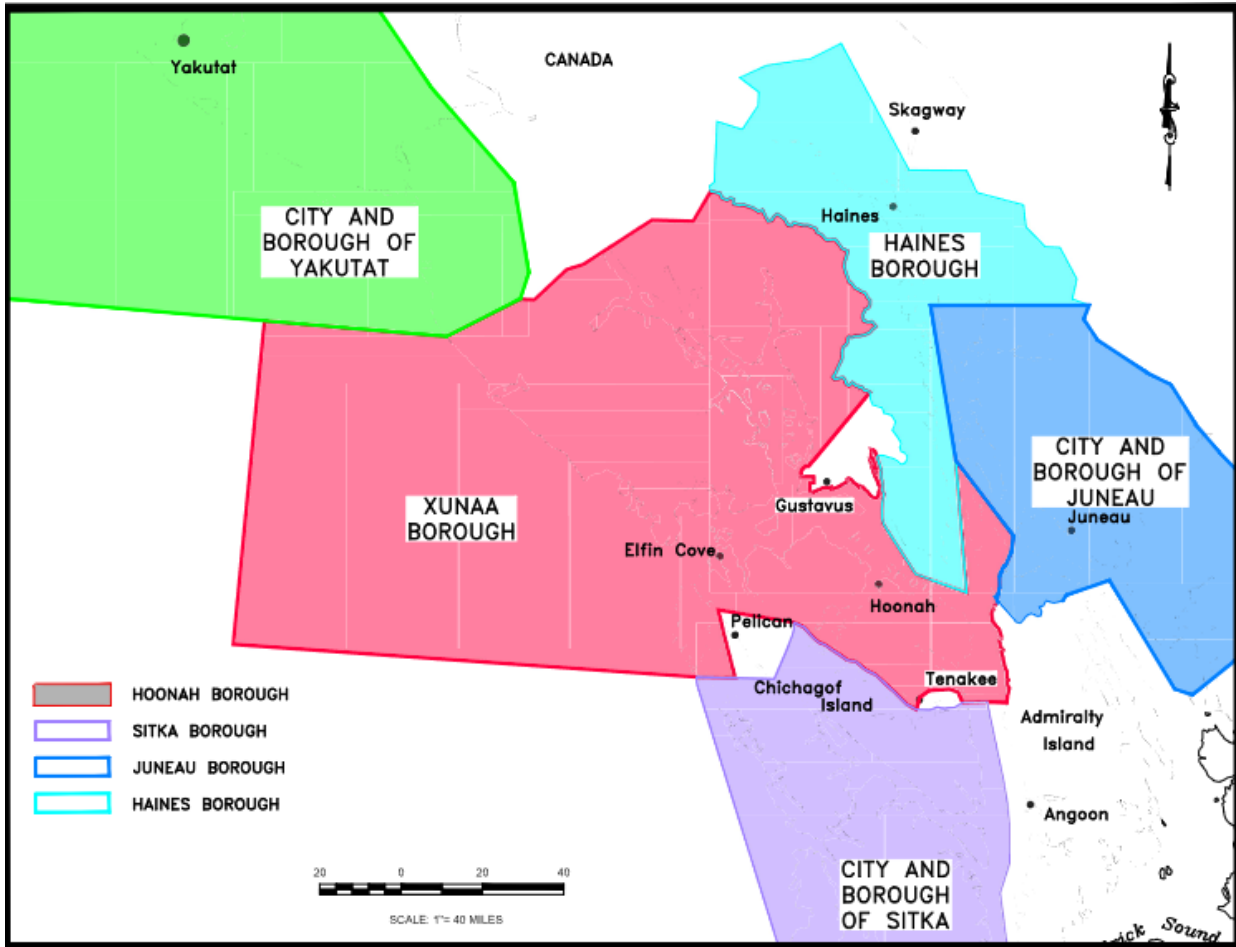 CANADA
Yakutat
Skagway
CITY AND
BOROUGH OF
YAKUTAT
Haines
HAINES
BOROUGH
CITY AND
BOROUGH OF
JUNEAU
Juneau
XUNAA
BOROUGH
Gustavus
Elfin Cove
Hoonah
Pelican
Tenakee
Chichagof
Island
Admiralty
Island
Angoon
HOONAH BOROUGH
SITKA BOROUGH
JUNEAU BOROUGH
HAINES BOROUGH
20 0 20 40
SCALE: 1"= 40 MILES
CITY AND
BOROUGH
OF SITKA
rick Sound